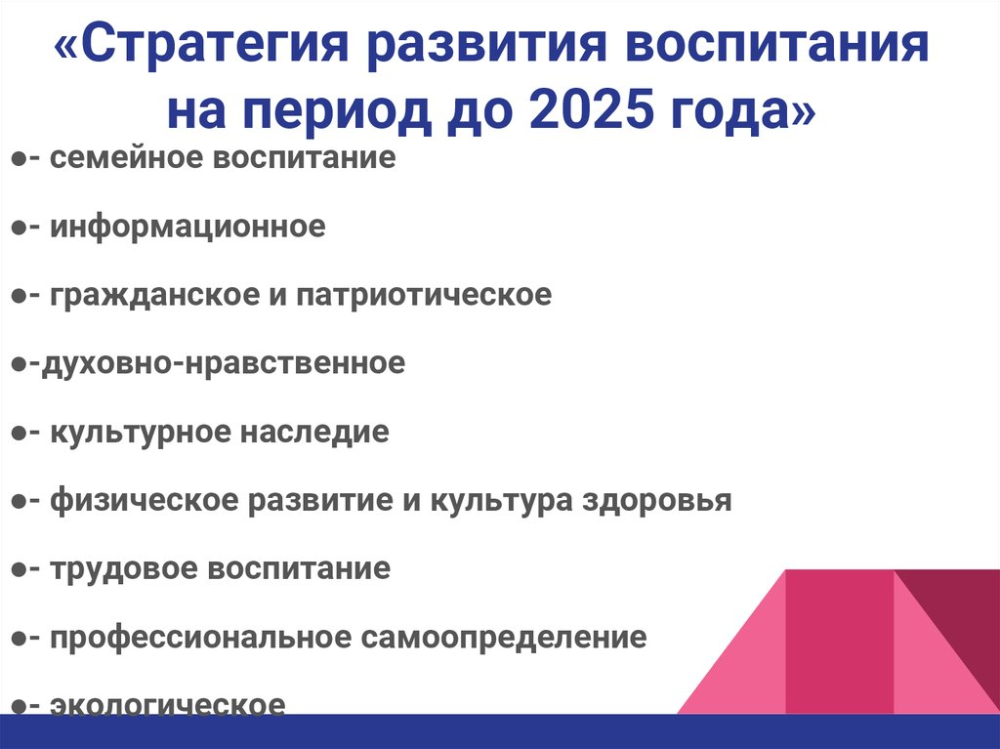 «Стратегия развития воспитания
на период до 2025 года»
●- семейное воспитание
●- информационное
●- гражданское и патриотическое
●-духовно-нравственное
●- культурное наследие
●- физическое развитие и культура здоровья
●- трудовое воспитание
●- профессиональное самоопределение
●- экологическое